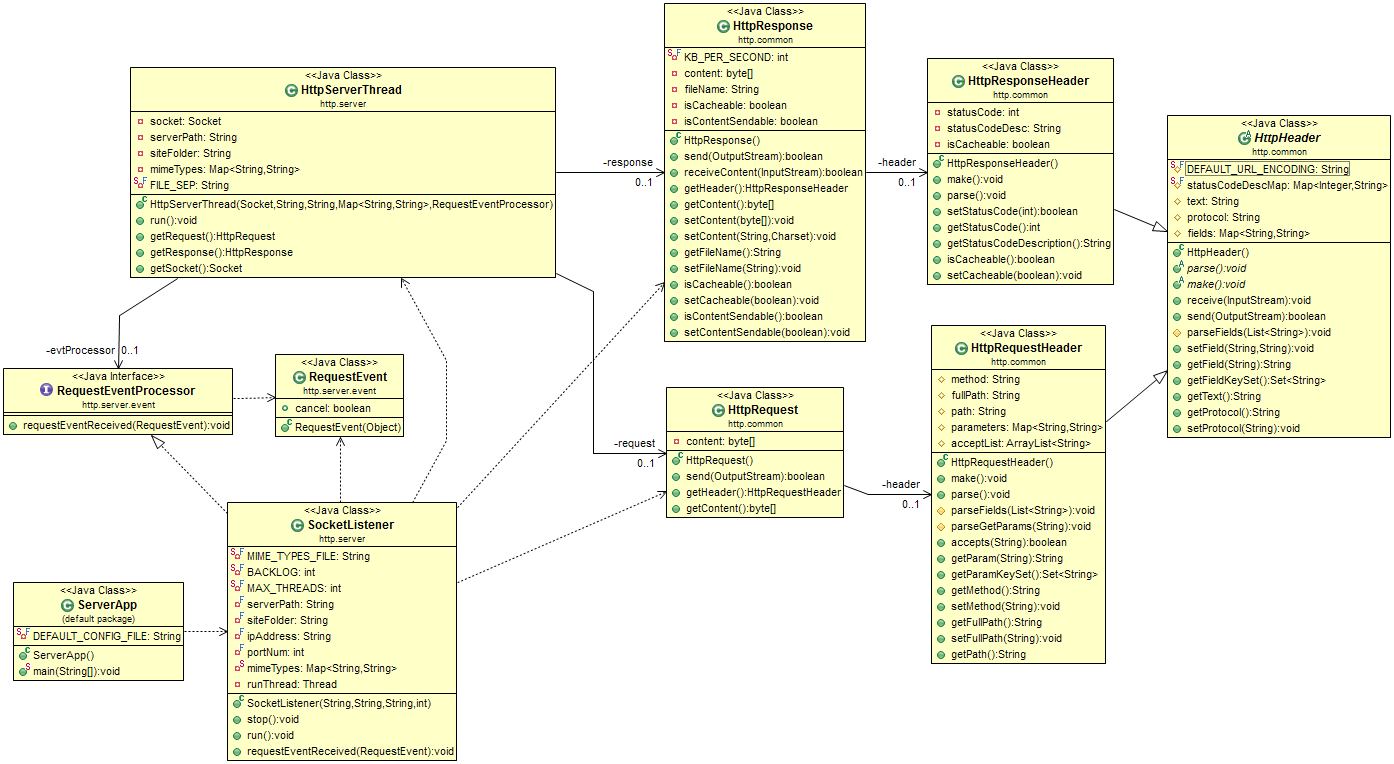 <<Java Class>>
HttpResponse
http.common
KB_PER_SECOND: int
content: byte[]
fileName: String
isCacheable: boolean
isContentSendable: boolean
HttpResponse()
send(OutputStream):boolean
receiveContent(InputStream):boolean
getHeader():HttpResponseHeader
getContent():byte[]
setContent(byte[]):void
setContent(String,Charset):void
getFileName():String
setFileName(String):void
isCacheable():boolean
setCacheable(boolean):void
isContentSendable():boolean
setContentSendable(boolean):void
<<Java Class>>
HttpServerThread
http.server
socket: Socket
serverPath: String
siteFolder: String
mimeTypes: Map<String,String>
FILE_SEP: String
HttpServerThread(Socket,String,String,Map<String,String>,RequestEventProcessor)
run():void
getRequest():HttpRequest
getResponse():HttpResponse
getSocket():Socket
-response
0..1
<<Java Class>>
HttpResponseHeader
http.common
statusCode: int
statusCodeDesc: String
isCacheable: boolean
HttpResponseHeader()
make():void
parse():void
setStatusCode(int):boolean
getStatusCode():int
getStatusCodeDescription():String
isCacheable():boolean
setCacheable(boolean):void
-header
0..1
<<Java Class>>
HttpHeader
http.common
DEFAULT_URL_ENCODING: String
statusCodeDescMap: Map<Integer,String>
text: String
protocol: String
fields: Map<String,String>
HttpHeader()
parse():void
make():void
receive(InputStream):void
send(OutputStream):boolean
parseFields(List<String>):void
setField(String,String):void
getField(String):String
getFieldKeySet():Set<String>
getText():String
getProtocol():String
setProtocol(String):void
-evtProcessor 0..1
<<Java Interface>>
RequestEventProcessor
http.server.event
requestEventReceived(RequestEvent):void
<<Java Class>>
RequestEvent
http.server.event
cancel: boolean
RequestEvent(Object)
-request
0..1
<<Java Class>>
HttpRequest
http.common
content: byte[]
HttpRequest()
send(OutputStream):boolean
getHeader():HttpRequestHeader
getContent():byte[]
-header
0..1
<<Java Class>>
HttpRequestHeader
http.common
method: String
fullPath: String
path: String
parameters: Map<String,String>
acceptList: ArrayList<String>
HttpRequestHeader()
make():void
parse():void
parseFields(List<String>):void
parseGetParams(String):void
accepts(String):boolean
getParam(String):String
getParamKeySet():Set<String>
getMethod():String
setMethod(String):void
getFullPath():String
setFullPath(String):void
getPath():String
<<Java Class>>
SocketListener
http.server
MIME_TYPES_FILE: String
BACKLOG: int
MAX_THREADS: int
serverPath: String
siteFolder: String
ipAddress: String
portNum: int
mimeTypes: Map<String,String>
runThread: Thread
SocketListener(String,String,String,int)
stop():void
run():void
requestEventReceived(RequestEvent):void
<<Java Class>>
ServerApp
(default package)
DEFAULT_CONFIG_FILE: String
ServerApp()
main(String[]):void